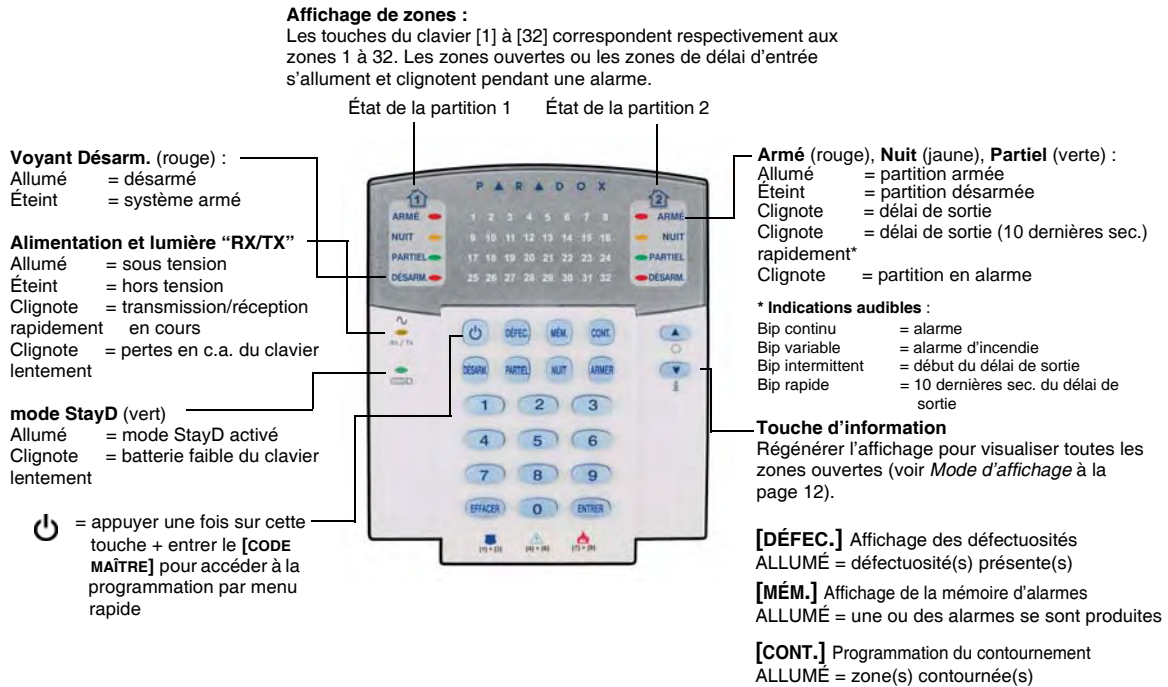 Affichage de zones :
Les touches du clavier [1] à [32] correspondent respectivement aux
zones 1 à 32. Les zones ouvertes ou les zones de délai d'entrée
s'allument et clignotent pendant une alarme.
État de la partition 1
État de la partition 2
Voyant Désarm. (rouge) :
Allumé = désarmé
Éteint = système armé
Alimentation et lumière “RX/TX”
Allumé = sous tension
Éteint = hors tension
Clignote = transmission/réception
rapidement en cours
Clignote = pertes en c.a. du clavier
lentement
mode StayD (vert)
Allumé = mode StayD activé
Clignote = batterie faible du clavier
lentement
= appuyer une fois sur cette
touche + entrer le [CODE
MAÎTRE] pour accéder à la
programmation par menu
rapide
PARADOX
1
ARMÉ
NUIT
PARTIEL
DÉSARM.
1 2 3 4 5 6 7 8
9 10 11 12 13 14 15 16
17 18 19 20 21 22 23 24
25 26 27 28 29 30 31 32
2
ARMÉ
NUIT
PARTIEL
DÉSARM.
RX / TX
DÉFEC. MÉM. CONT.
DÉSARM. PARTIEL NUIT ARMER
1 2 3
4 5 6
7 8 9
EFFACER 0 ENTRER
[1] + [3] [4] + [6] [7] + [9]
i
Armé (rouge), Nuit (jaune), Partiel (verte) :
Allumé = partition armée
Éteint = partition désarmée
Clignote = délai de sortie
Clignote = délai de sortie (10 dernières sec.)
rapidement*
Clignote = partition en alarme
* Indications audibles :
Bip continu = alarme
Bip variable = alarme d'incendie
Bip intermittent = début du délai de sortie
Bip rapide = 10 dernières sec. du délai de
sortie
Touche d'information
Régénérer l'affichage pour visualiser toutes les
zones ouvertes (voir Mode d'affichage à la
page 12).
[DÉFEC.] Affichage des défectuosités
ALLUMÉ = défectuosité(s) présente(s)
[MÉM.] Affichage de la mémoire d'alarmes
ALLUMÉ = une ou des alarmes se sont produites
[CONT.] Programmation du contournement
ALLUMÉ = zone(s) contournée(s)